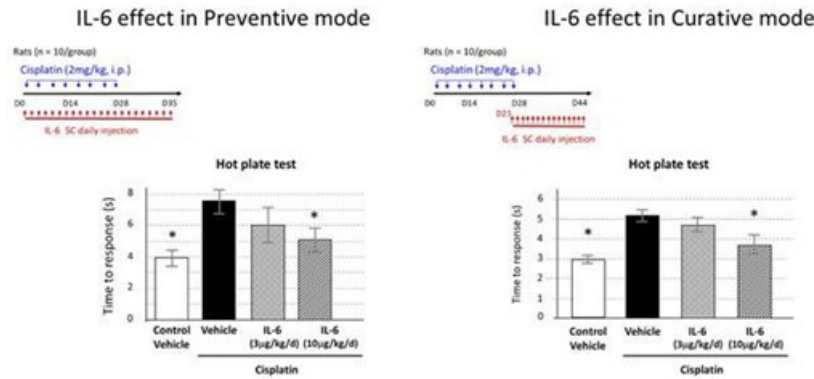 IL-6 effect in Preventive mode
Rats (n = 10/group)
Cisplatin (2mg/kg, i.p.)
D0 D14 D28 D35
IL-6 SC daily injection
Hot plate test
Time to response (s)
8
6
4
2
0
*
*
Control Vehicle
Vehicle
IL-6 (3µg/kg/d)
IL-6 (10µg/kg/d)
Cisplatin
IL-6 effect in Curative mode
Rats (n = 10/group)
Cisplatin (2mg/kg, i.p.)
D0 D14 D28 D44
D23
IL-6 SC daily injection
Hot plate test
Time to response (s)
6
5
4
3
2
1
0
*
*
Control Vehicle
Vehicle
IL-6 (3µg/kg/d)
IL-6 (10µg/kg/d)
Cisplatin